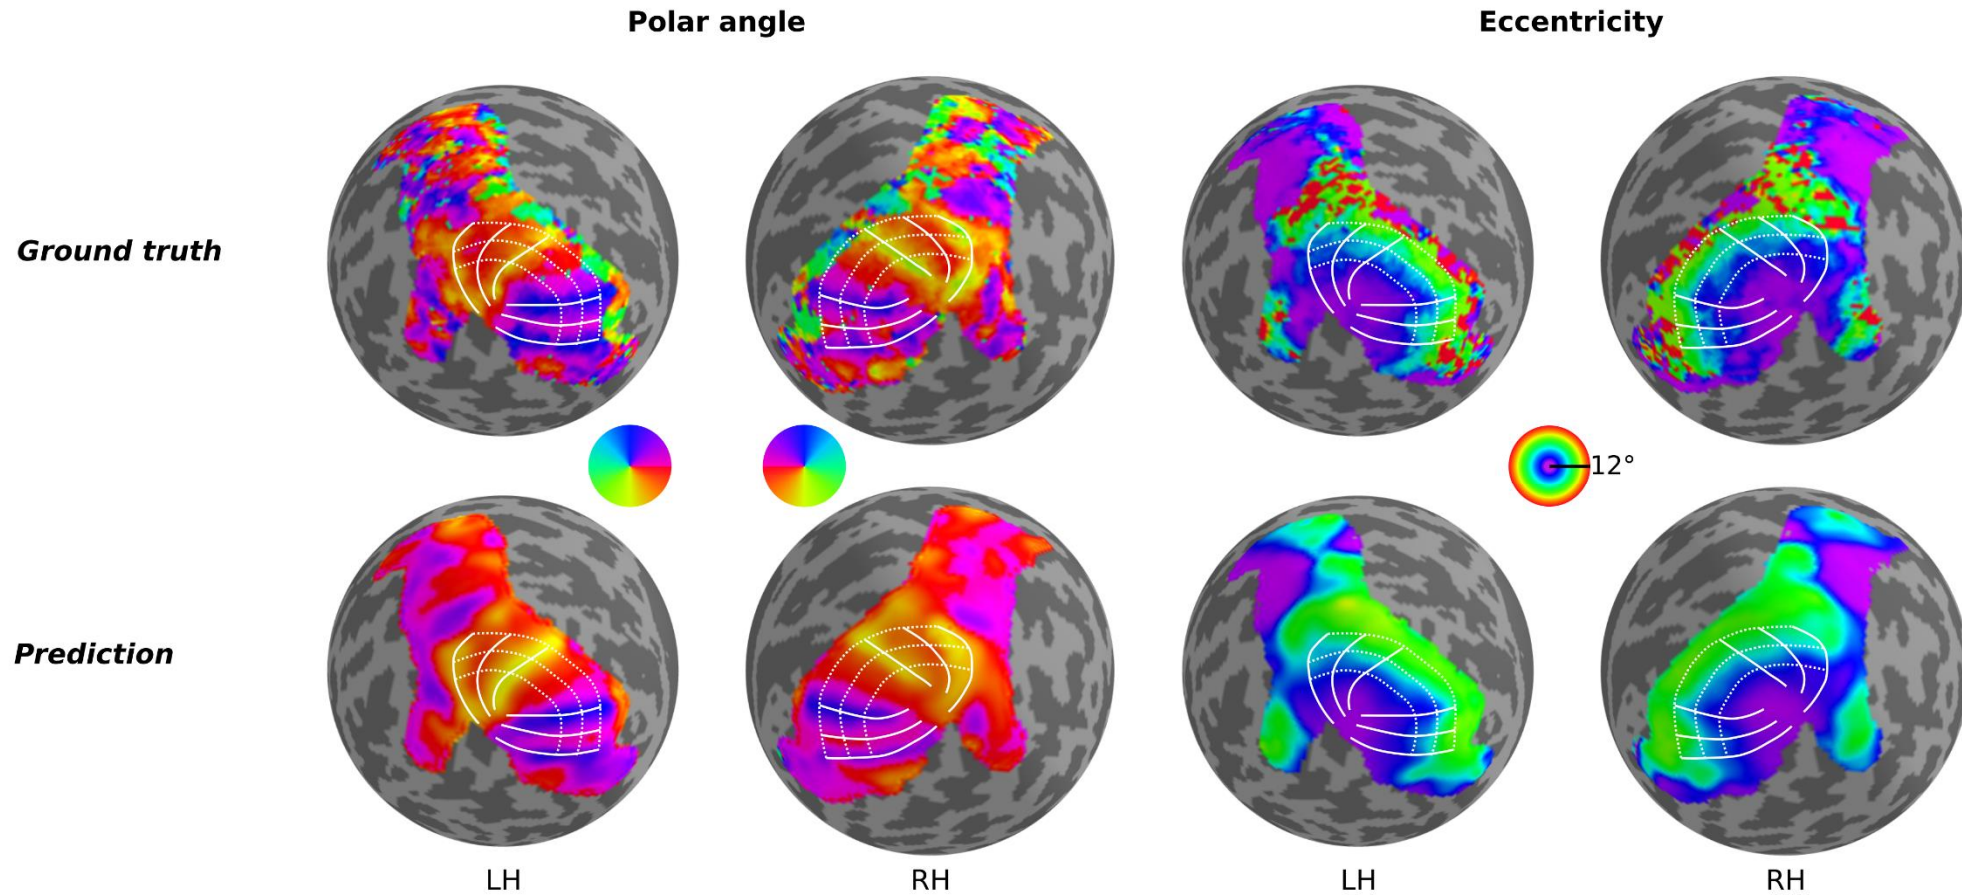 Polar angle
Eccentricity
Ground truth
12°
Prediction
LH
RH
LH
RH